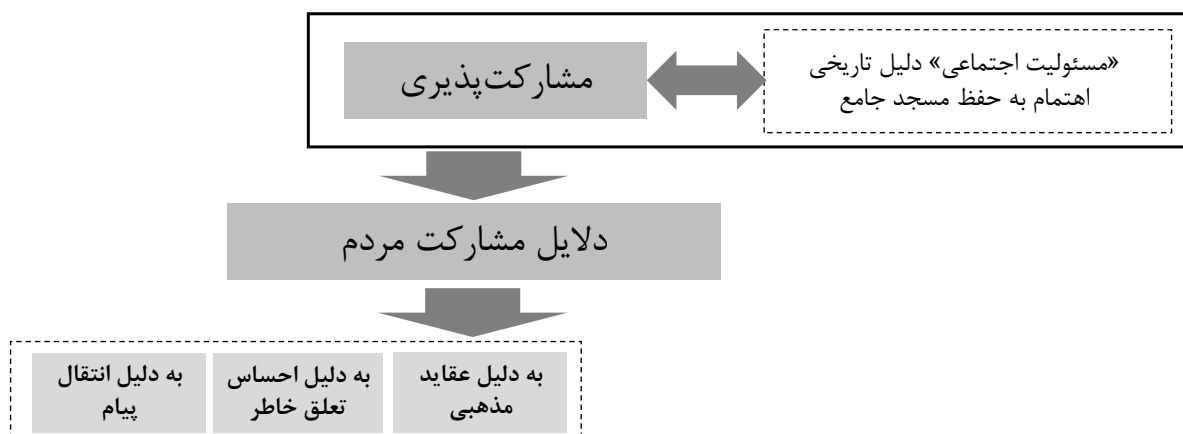 «مسئولیت اجتماعی» دلیل تاریخی
اهتمام به حفظ مسجد جامع
مشارکت‌پذیری
دلایل مشارکت مردم
به دلیل عقاید
مذهبی
به دلیل احساس
تعلق خاطر
به دلیل انتقال
پیام